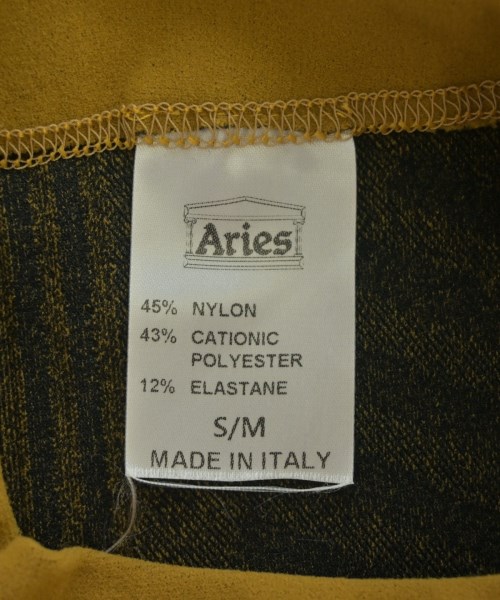 Aries
45% NYLON
43% CATIONIC
POLYESTER
12% ELASTANE
S/M
MADE IN ITALY